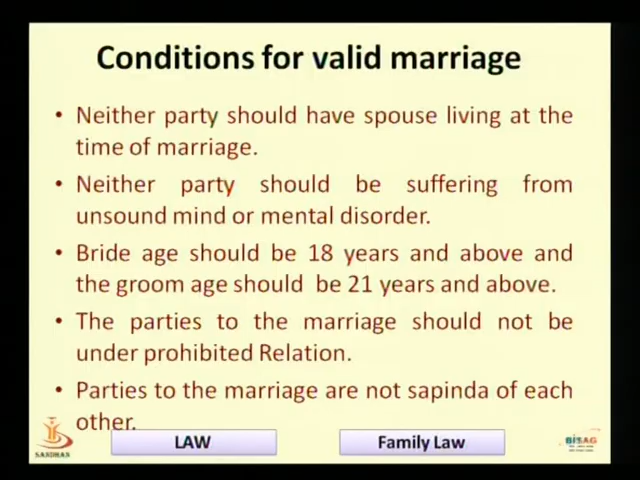 Conditions for valid marriage
• Neither party should have spouse living at the
time of marriage.
• Neither party should be suffering from
unsound mind or mental disorder.
• Bride age should be 18 years and above and
the groom age should be 21 years and above.
• The parties to the marriage should not be
under prohibited Relation.
• Parties to the marriage are not sapinda of each
other.
SANDHAN
LAW
Family Law
BISAG